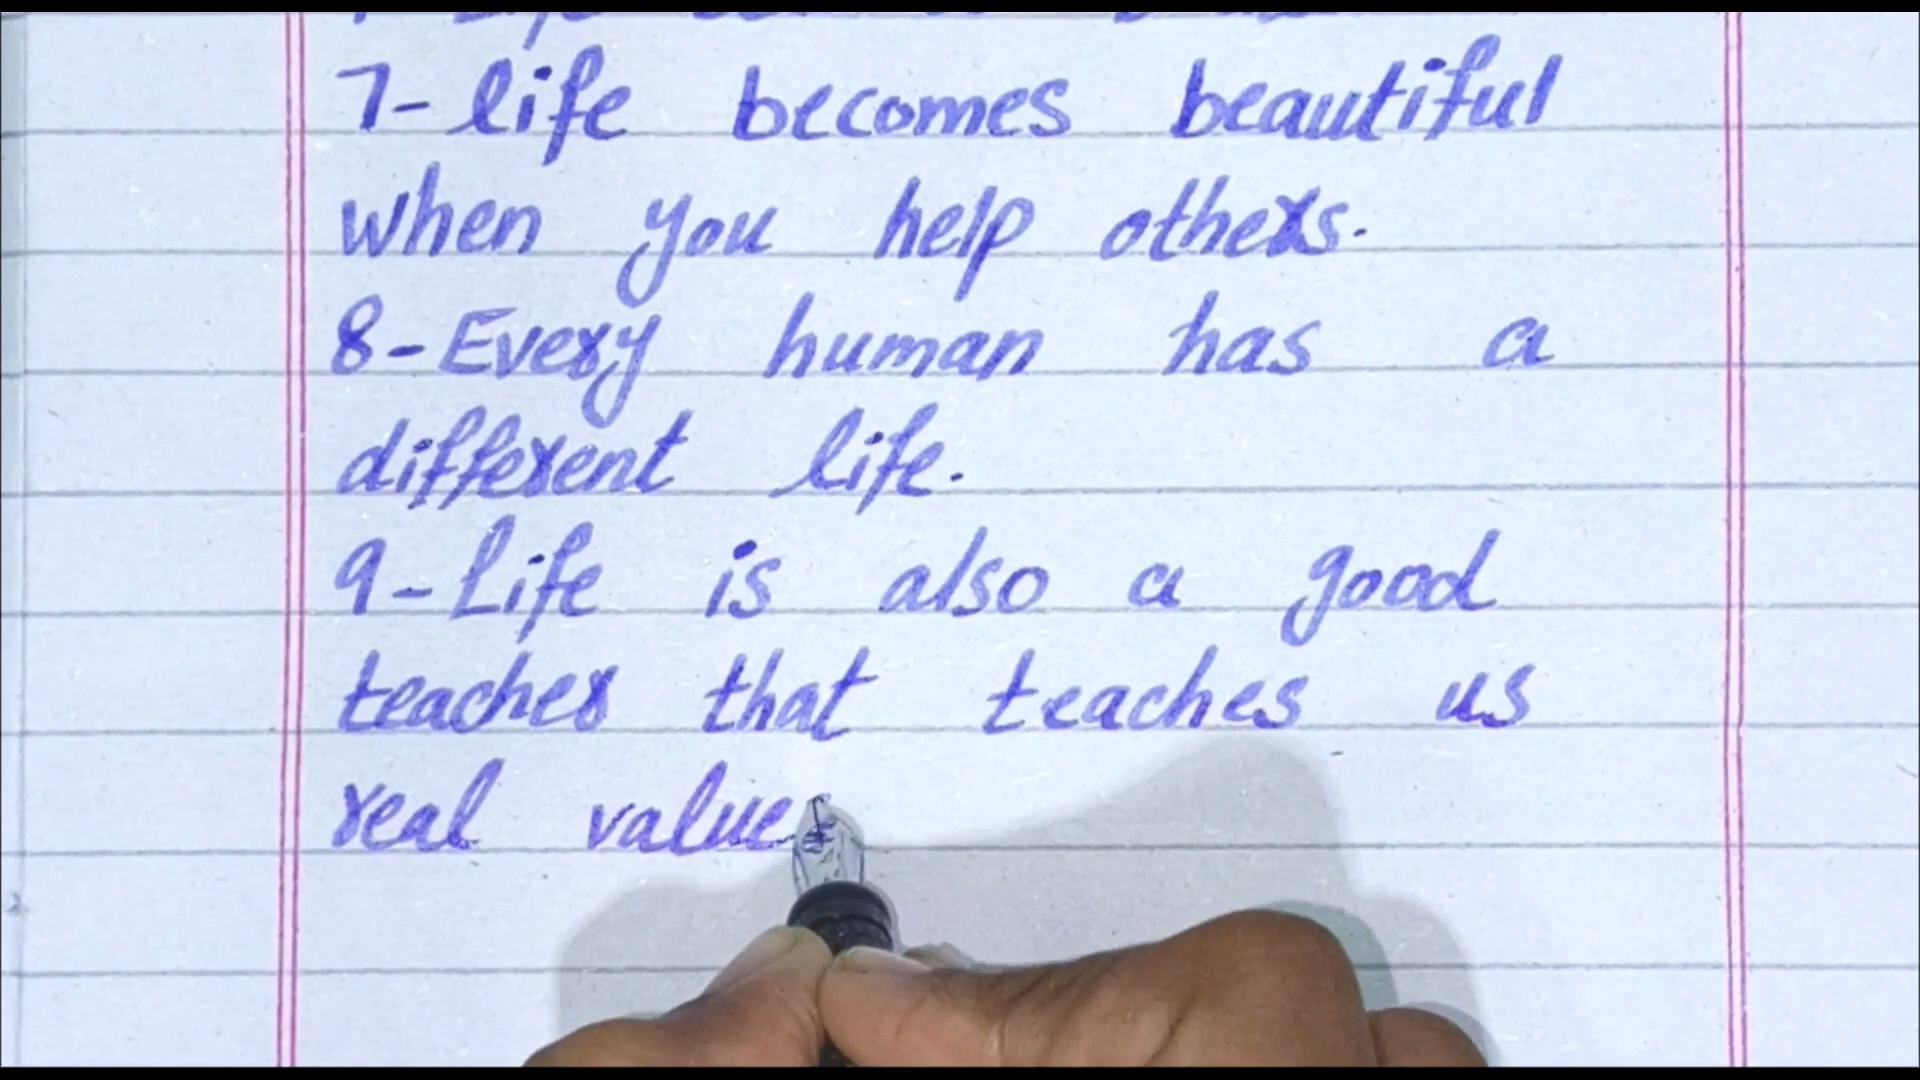 7-life becomes beautiful
when you help others.
8-Every human has a
different life.
9-Life is also a good
teacher that teaches us
real value